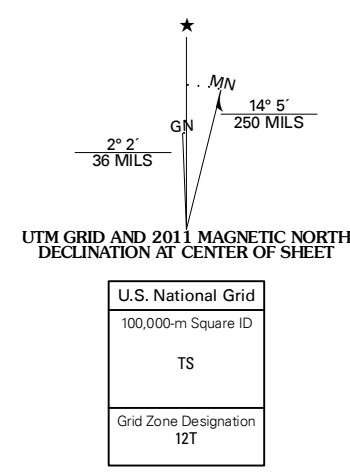 ★
MN
14° 5´
250 MILS
GN
2° 2´
36 MILS
UTM GRID AND 2011 MAGNETIC NORTH
DECLINATION AT CENTER OF SHEET
U.S. National Grid
100,000-m Square ID
TS
Grid Zone Designation
12T